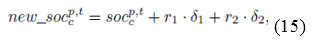 new_soc_c^{p,t} = soc_c^{p,t} + r_1 · δ_1 + r_2 · δ_2, (15)